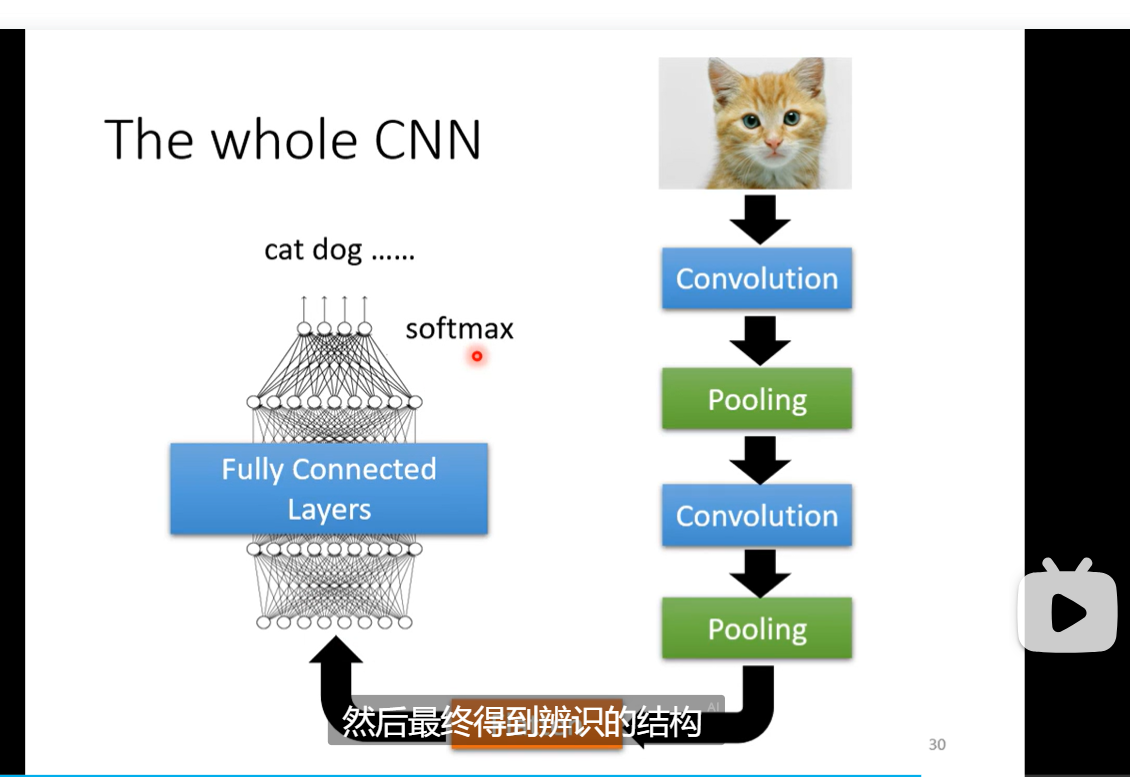 The whole CNN
cat dog ......
softmax
Fully Connected
Layers
Convolution
Pooling
Convolution
Pooling
AI
然后最终得到辨识的结构
30